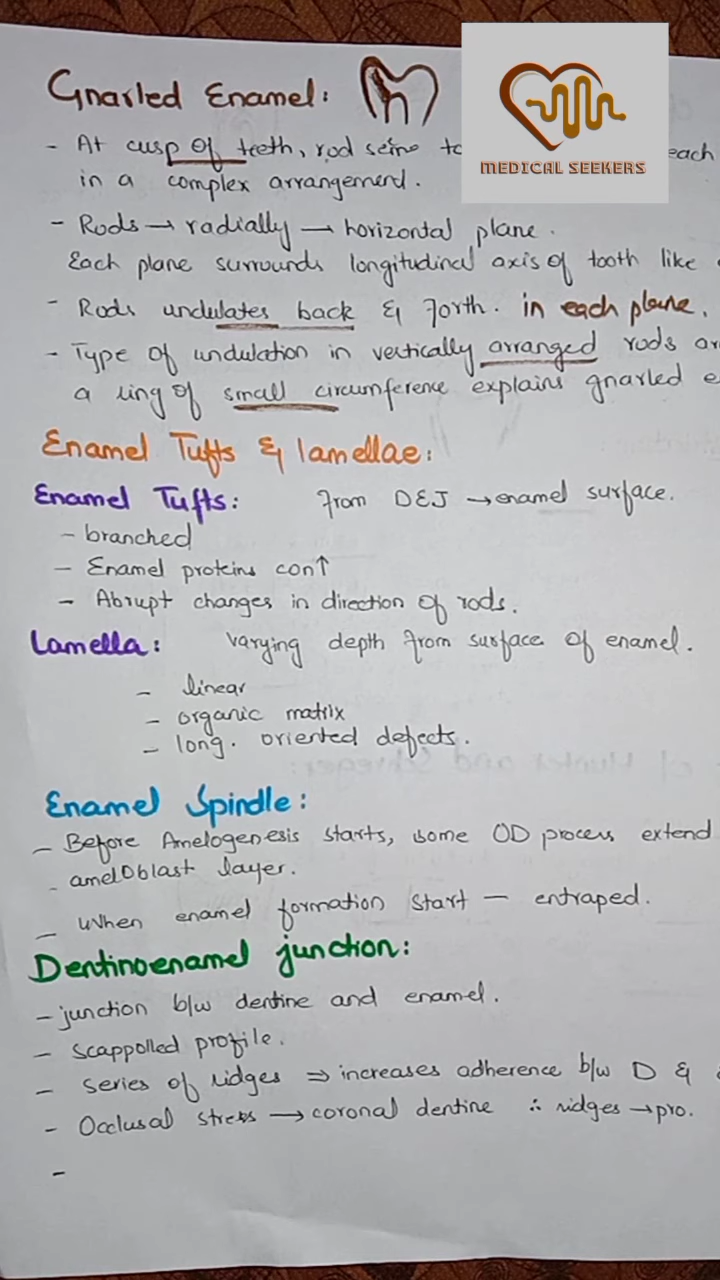 Gnarled Enamel:
MEDICAL SEEKERS
- At cusp of teeth, rod seine to each
in a complex arrangement.
- Rods → radially → horizontal plane.
Each plane surrounds longitudinal axis of tooth like
- Rods undulates back & forth. in each plane.
- Type of undulation in vertically arranged rods
a ring of small circumference explains gnarled
Enamel Tufts & lamellae:
Enamel Tufts: from DEJ → enamel surface.
- branched
- Enamel proteins con↑
- Abrupt changes in direction of rods.
Lamella: varying depth from surface of enamel.
- linear
- organic matrix
- long. oriented defects.
Enamel Spindle:
- Before Amelogenesis starts, some OD process extend
- ameloblast layer.
- When enamel formation start - entraped.
Dentinoenamel junction:
- junction b/w dentine and enamel.
- Scappolled profile.
- series of ridges ⇒ increases adherence b/w D &
- Occlusal stress → coronal dentine ∴ ridges → pro.
-